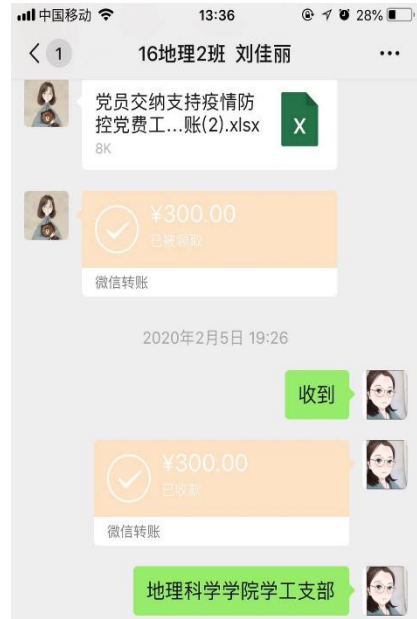 中国移动 13:36 28%
1 16地理2班 刘佳丽 ...
党员交纳支持疫情防
控党费工...账(2).xlsx
X
8K
¥300.00
已被领取
微信转账
2020年2月5日 19:26
收到
¥300.00
已收款
微信转账
地理科学学院学工支部